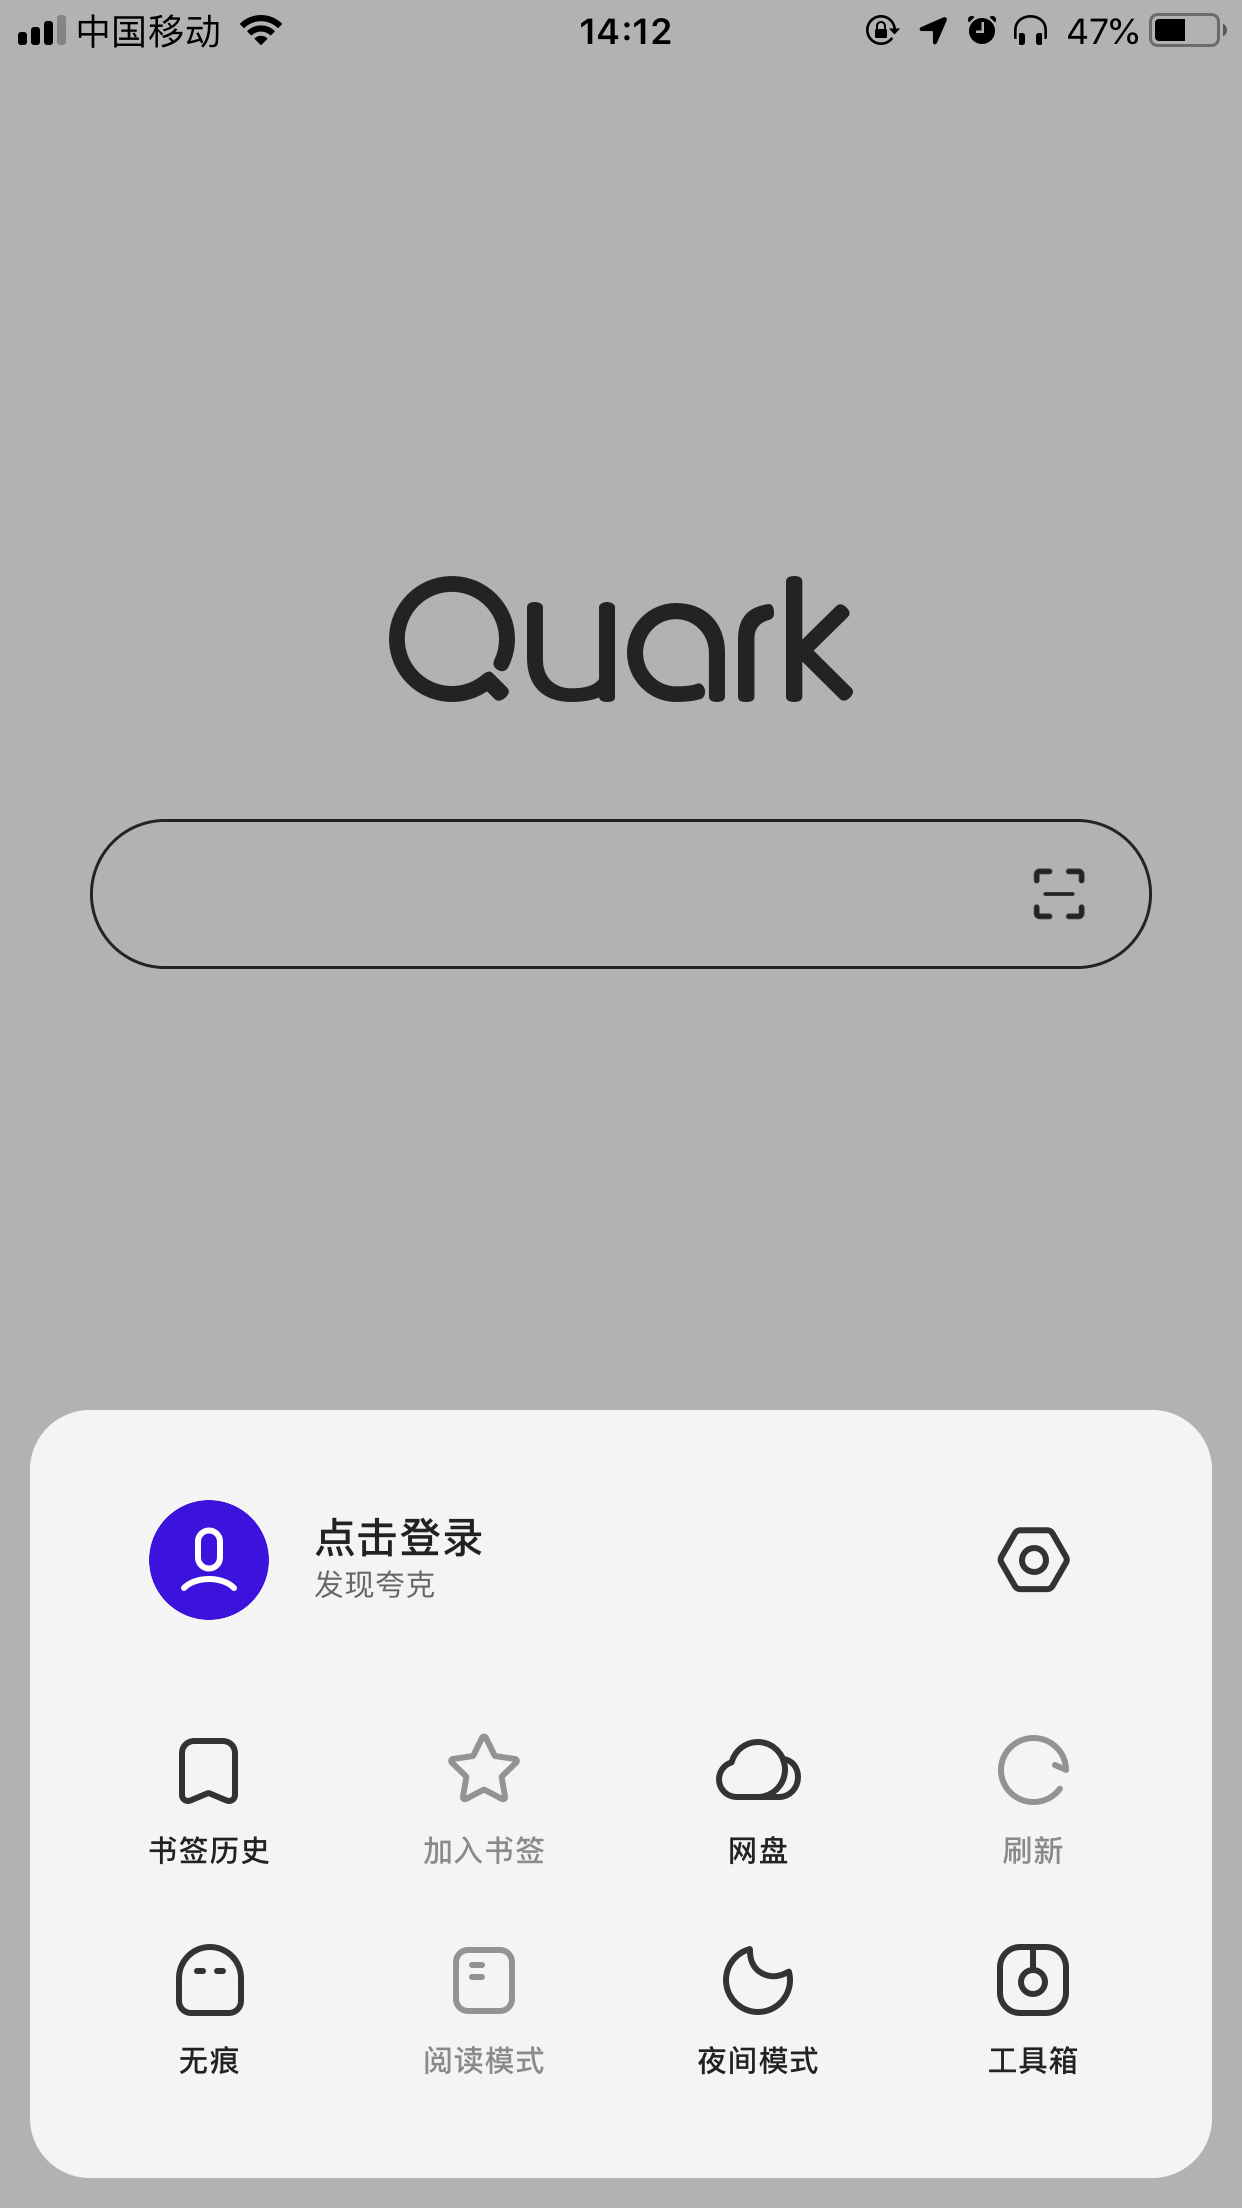 中国移动 14:12 47%
Quark
点击登录
发现夸克
书签历史 加入书签 网盘 刷新
无痕 阅读模式 夜间模式 工具箱